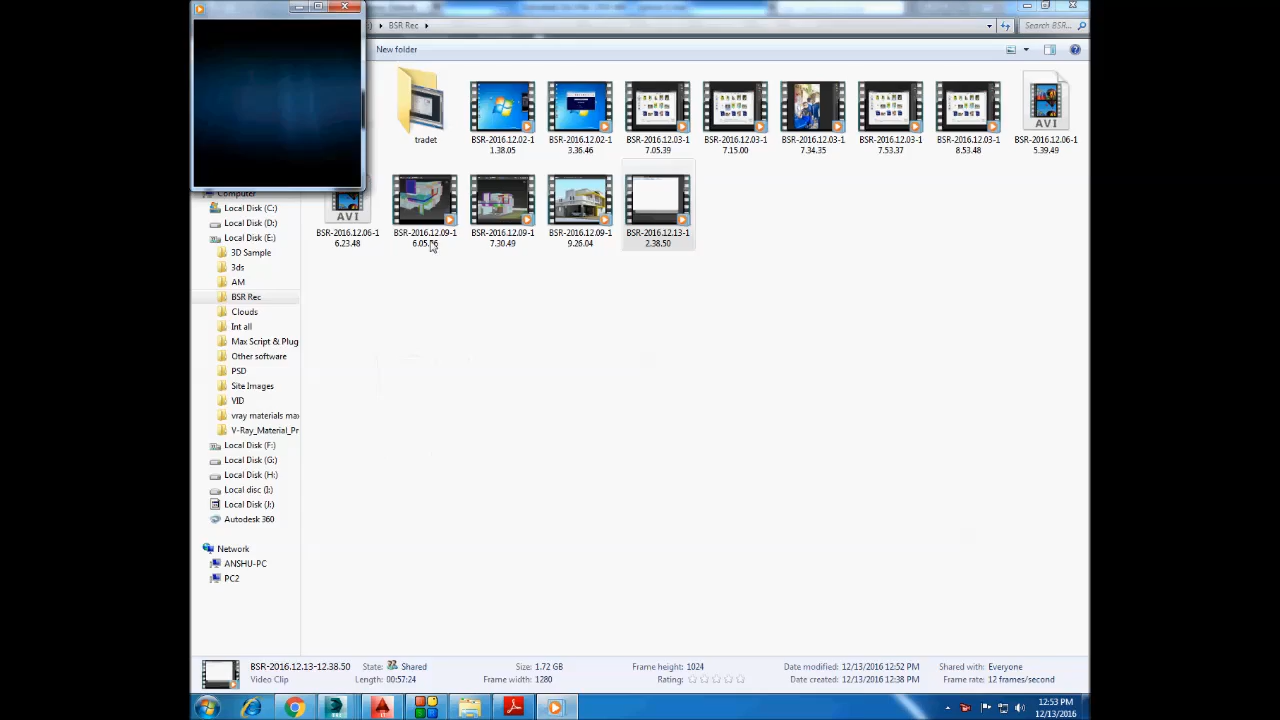 BSR Rec
Search BSR...
New folder
tradet
BSR-2016.12.02-1
1.38.05
BSR-2016.12.02-1
3.36.46
BSR-2016.12.03-1
7.05.39
BSR-2016.12.03-1
7.15.00
BSR-2016.12.03-1
7.34.35
BSR-2016.12.03-1
7.53.37
BSR-2016.12.03-1
8.53.48
AVI
BSR-2016.12.06-1
5.39.49
AVI
BSR-2016.12.06-1
6.23.48
BSR-2016.12.09-1
BSR-2016.12.09-1
7.30.49
BSR-2016.12.09-1
9.26.04
BSR-2016.12.13-1
2.38.50
Computer
Local Disk (C:)
Local Disk (D:)
Local Disk (E:)
3D Sample
3ds
AM
BSR Rec
Clouds
Int all
Max Script & Plug
Other software
PSD
Site Images
VID
vray materials max
V-Ray_Material_Pr
Local Disk (F:)
Local Disk (G:)
Local Disk (H:)
Local disc (I:)
Local Disk (J:)
Autodesk 360
Network
ANSHU-PC
PC2
BSR-2016.12.13-12.38.50
State: Shared
Size: 1.72 GB
Frame height: 1024
Date modified: 12/13/2016 12:52 PM
Shared with: Everyone
Video Clip
Length: 00:57:24
Frame width: 1280
Rating:
Date created: 12/13/2016 12:38 PM
Frame rate: 12 frames/second
12:53 PM
12/13/2016